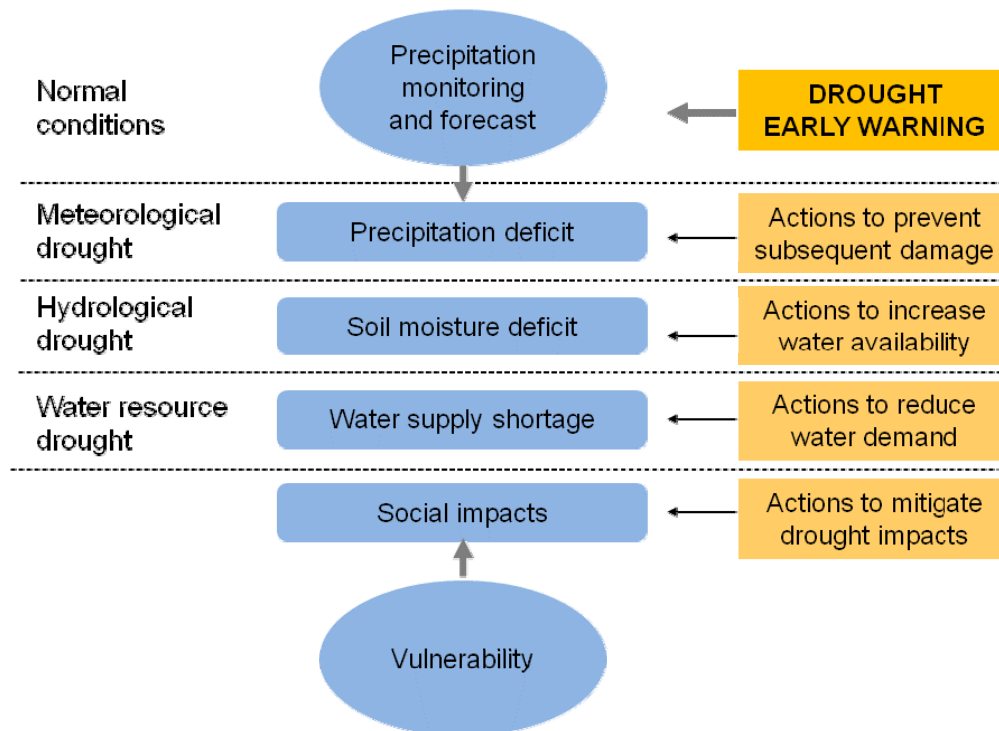 Normal
conditions
Precipitation
monitoring
and forecast
DROUGHT
EARLY WARNING
Meteorological
drought
Precipitation deficit
Actions to prevent
subsequent damage
Hydrological
drought
Soil moisture deficit
Actions to increase
water availability
Water resource
drought
Water supply shortage
Actions to reduce
water demand
Social impacts
Actions to mitigate
drought impacts
Vulnerability